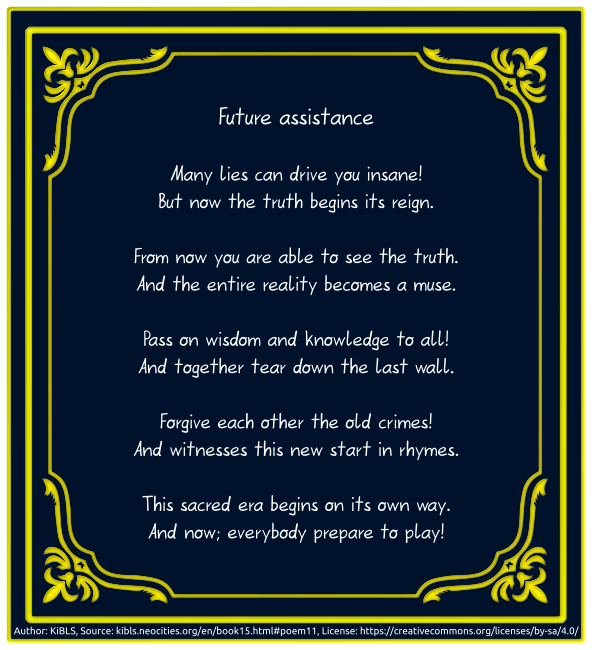 Future assistance
Many lies can drive you insane!
But now the truth begins its reign.
From now you are able to see the truth.
And the entire reality becomes a muse.
Pass on wisdom and knowledge to all!
And together tear down the last wall.
Forgive each other the old crimes!
And witnesses this new start in rhymes.
This sacred era begins on its own way.
And now; everybody prepare to play!
Author: KiBLS, Source: kibls.neocities.org/en/book15.html#poem11, License: https://creativecommons.org/licenses/by-sa/4.0/